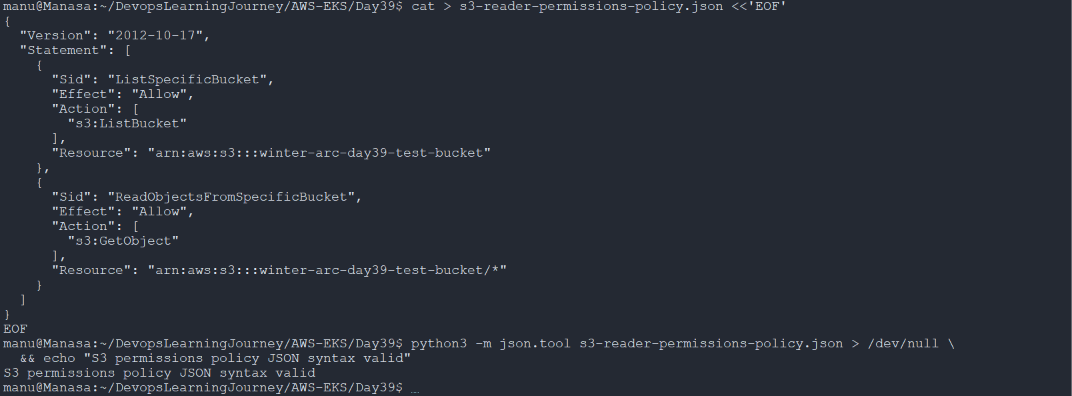 manu@Manasa:~/DevopsLearningJourney/AWS-EKS/Day39$ cat > s3-reader-permissions-policy.json <<'EOF'
{
  "Version": "2012-10-17",
  "Statement": [
    {
      "Sid": "ListSpecificBucket",
      "Effect": "Allow",
      "Action": [
        "s3:ListBucket"
      ],
      "Resource": "arn:aws:s3:::winter-arc-day39-test-bucket"
    },
    {
      "Sid": "ReadObjectsFromSpecificBucket",
      "Effect": "Allow",
      "Action": [
        "s3:GetObject"
      ],
      "Resource": "arn:aws:s3:::winter-arc-day39-test-bucket/*"
    }
  ]
}
EOF
manu@Manasa:~/DevopsLearningJourney/AWS-EKS/Day39$ python3 -m json.tool s3-reader-permissions-policy.json > /dev/null \
  && echo "S3 permissions policy JSON syntax valid"
S3 permissions policy JSON syntax valid
manu@Manasa:~/DevopsLearningJourney/AWS-EKS/Day39$